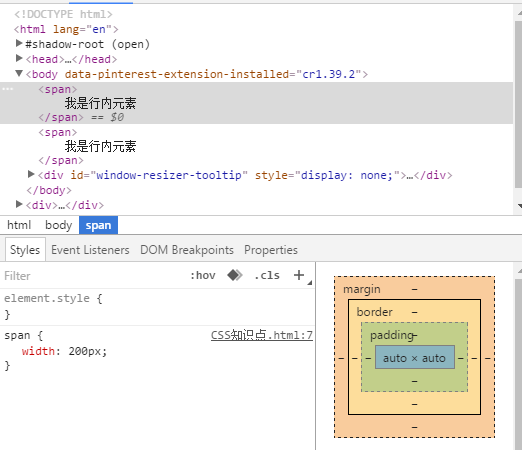 <!DOCTYPE html>
<html lang="en">
▶#shadow-root (open)
▶<head>…</head>
▼<body data-pinterest-extension-installed="cr1.39.2">
… <span>
我是行内元素
</span> == $0
<span>
我是行内元素
</span>
▶<div id="window-resizer-tooltip" style="display: none;">…</div>
</body>
▶<div>…</div>
html body span
Styles Event Listeners DOM Breakpoints Properties
Filter :hov .cls +
element.style {
}
span { CSS知识点.html:7
width: 200px;
}
margin –
border –
padding –
– – – auto × auto – – –
–
–
–